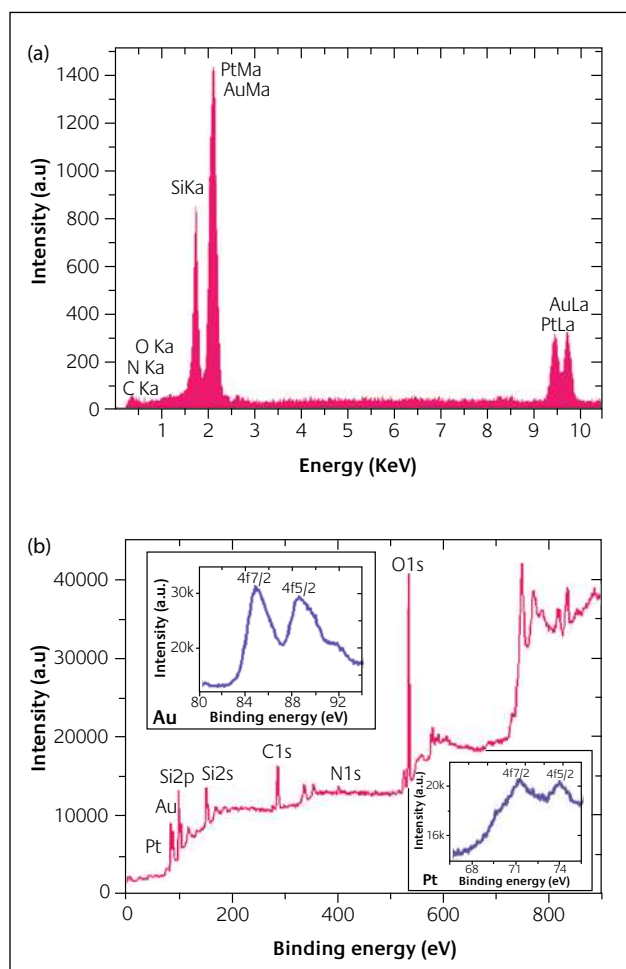 (a)
1400
1200
1000
800
600
400
200
0
Intensity (a.u)
PtMa
AuMa
SiKa
O Ka
N Ka
C Ka
AuLa
PtLa
1 2 3 4 5 6 7 8 9 10
Energy (KeV)
(b)
40000
30000
20000
10000
0
Intensity (a.u)
4f7/2
4f5/2
30k
20k
Intensity (a.u.)
80 84 88 92
Au
Binding energy (eV)
O1s
C1s
N1s
Si2p
Si2s
Au
Pt
4f7/2
4f5/2
20k
16k
Intensity (a.u.)
68 71 74
Pt
Binding energy (eV)
0 200 400 600 800
Binding energy (eV)